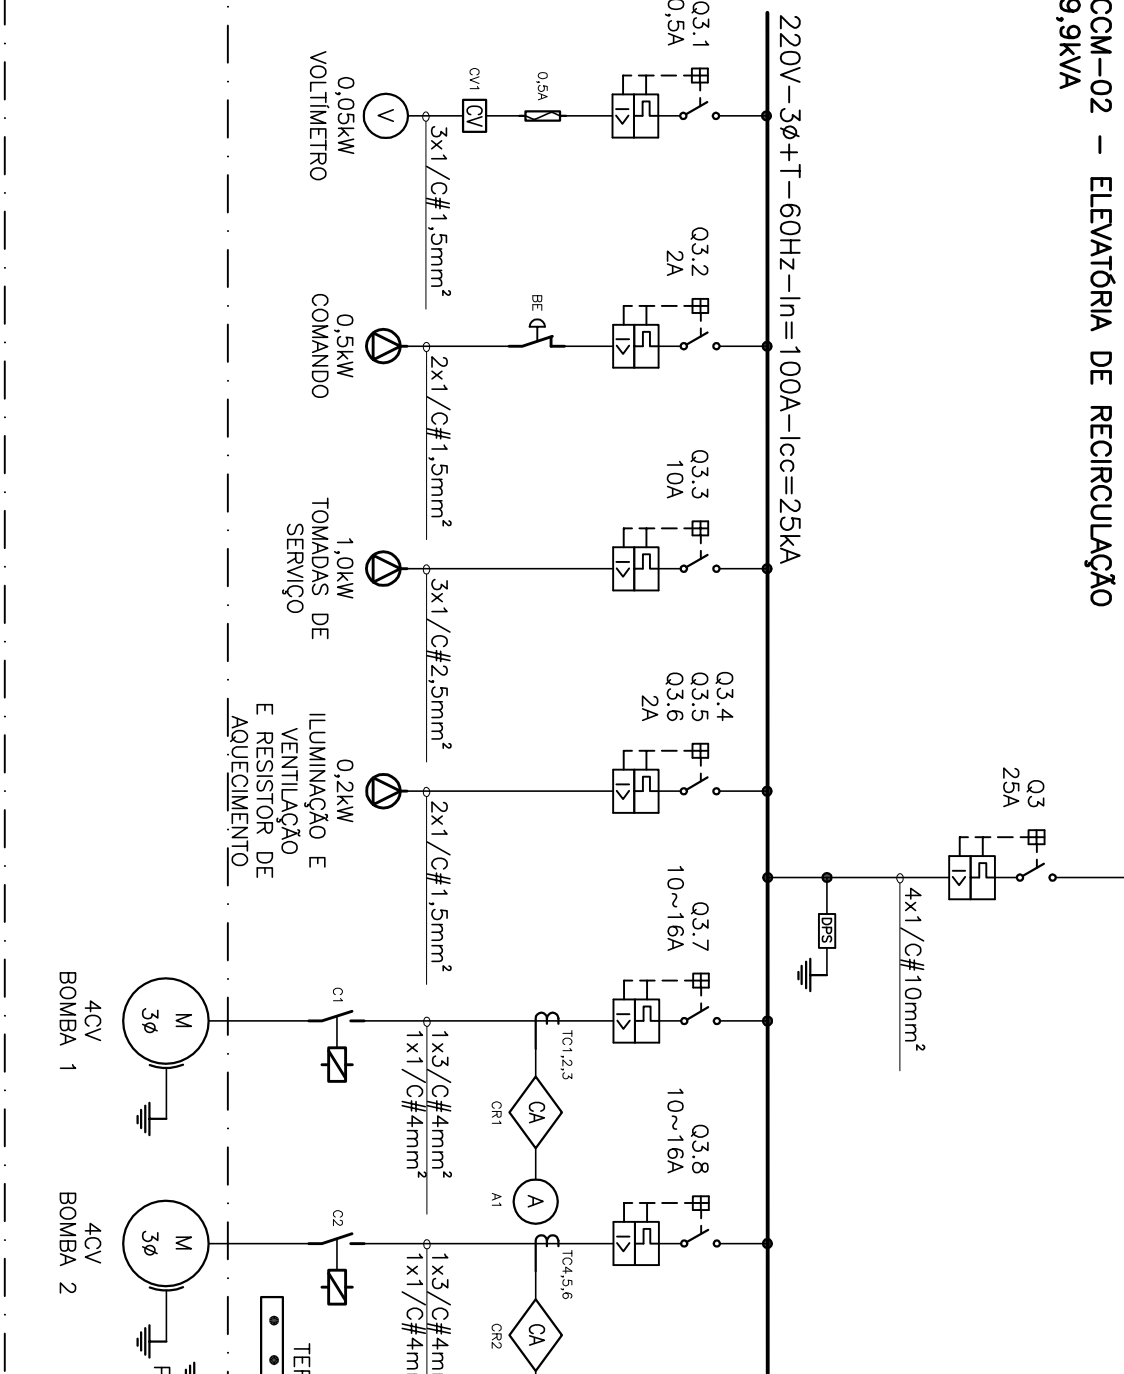 CCM-02 - ELEVATÓRIA DE RECIRCULAÇÃO
9,9kVA
Q3
25A
4x1/C#10mm²
DPS
220V-3ø+T-60Hz-In=100A-Icc=25kA
Q3.1
0,5A
I>
0,5A
CV
CV1
3x1/C#1,5mm²
V
0,05kW
VOLTÍMETRO
Q3.2
2A
I>
BE
2x1/C#1,5mm²
0,5kW
COMANDO
Q3.3
10A
I>
3x1/C#2,5mm²
1,0kW
TOMADAS DE
SERVIÇO
Q3.4
Q3.5
Q3.6
2A
I>
2x1/C#1,5mm²
0,2kW
ILUMINAÇÃO E
VENTILAÇÃO
E RESISTOR DE
AQUECIMENTO
I>
Q3.7
10~16A
I>
TC1,2,3
CA
CR1
A
A1
1x3/C#4mm²
1x1/C#4mm²
C1
M
3ø
4CV
BOMBA 1
Q3.8
10~16A
I>
TC4,5,6
CA
CR2
1x3/C#4m
1x1/C#4m
C2
M
3ø
4CV
BOMBA 2